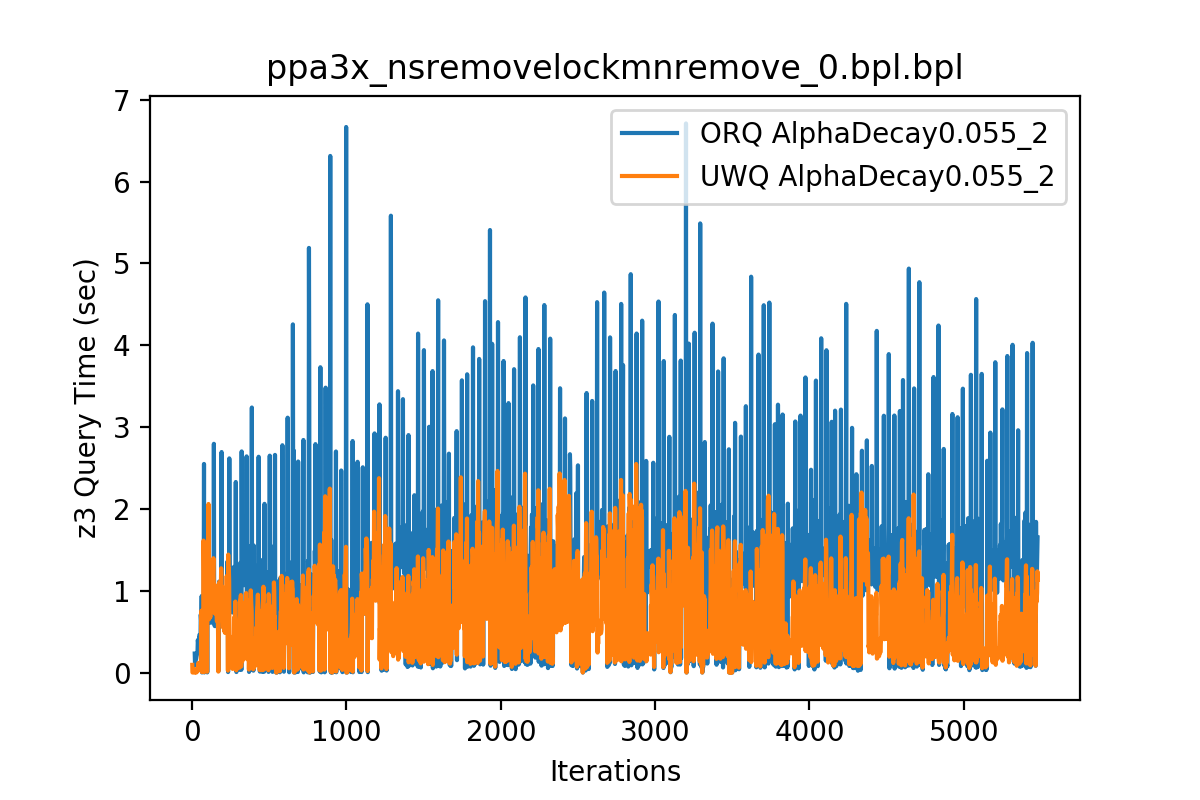 ppa3x_nsremovelockmnremove_0.bpl.bpl
ORQ AlphaDecay0.055_2
UWQ AlphaDecay0.055_2
z3 Query Time (sec)
7
6
5
4
3
2
1
0
0 1000 2000 3000 4000 5000
Iterations